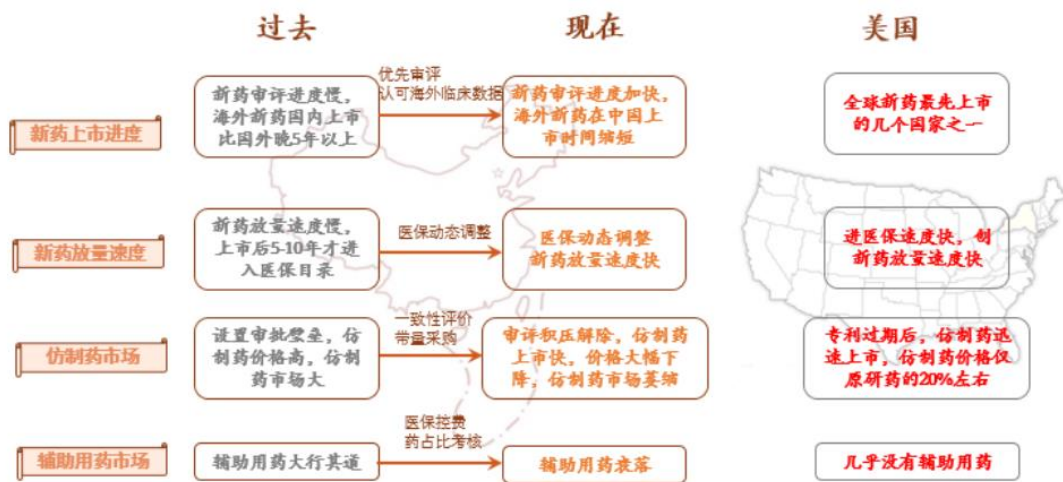 过去
现在
美国
新药上市进度
新药审评进度慢，
海外新药国内上市
比国外晚5年以上
优先审评
认可海外临床数据
新药审评进度加快，
海外新药在中国上
市时间缩短
全球新药最先上市
的几个国家之一
新药放量速度
新药放量速度慢，
上市后5-10年才进
入医保目录
医保动态调整
医保动态调整
新药放量速度快
进医保速度快，创
新药放量速度快
仿制药市场
设置审批壁垒，仿
制药价格高，仿制
药市场大
一致性评价
带量采购
审评积压解除，仿制药
上市快，价格大幅下
降，仿制药市场萎缩
专利过期后，仿制药迅
速上市，仿制药价格仅
原研药的20%左右
辅助用药市场
辅助用药大行其道
医保控费
药占比考核
辅助用药衰落
几乎没有辅助用药